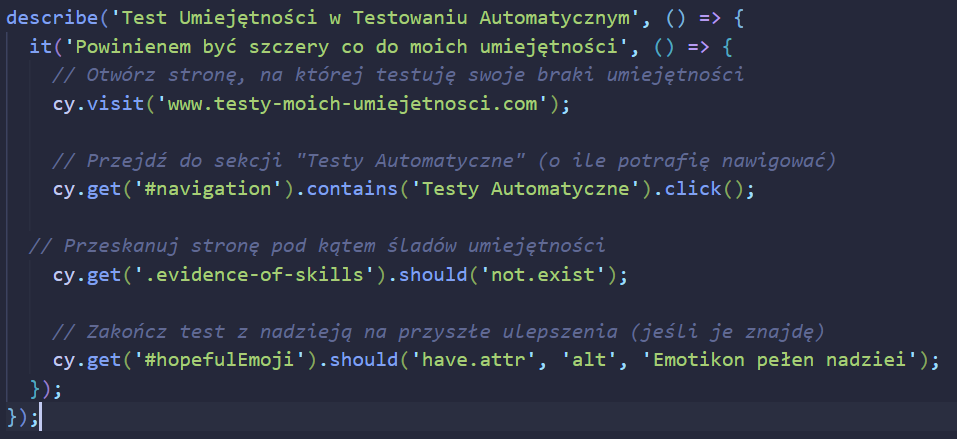 describe('Test Umiejętności w Testowaniu Automatycznym', () => {
it('Powinienem być szczery co do moich umiejętności', () => {
// Otwórz stronę, na której testuję swoje braki umiejętności
cy.visit('www.testy-moich-umiejetnosci.com');
// Przejdź do sekcji "Testy Automatyczne" (o ile potrafię nawigować)
cy.get('#navigation').contains('Testy Automatyczne').click();
// Przeskanuj stronę pod kątem śladów umiejętności
cy.get('.evidence-of-skills').should('not.exist');
// Zakończ test z nadzieją na przyszłe ulepszenia (jeśli je znajdę)
cy.get('#hopefulEmoji').should('have.attr', 'alt', 'Emotikon pełen nadziei');
});
});